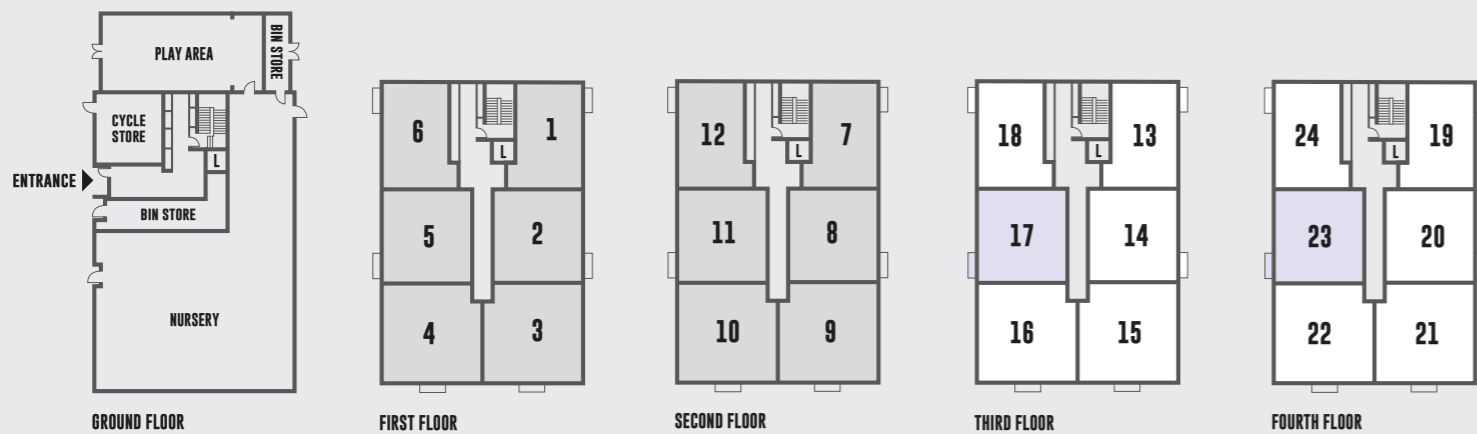 PLAY AREA
BIN STORE
CYCLE
STORE
L
ENTRANCE
BIN STORE
NURSERY
GROUND FLOOR
6
1
L
5
2
4
3
FIRST FLOOR
12
7
L
11
8
10
9
SECOND FLOOR
18
13
L
17
14
16
15
THIRD FLOOR
24
19
L
23
20
22
21
FOURTH FLOOR